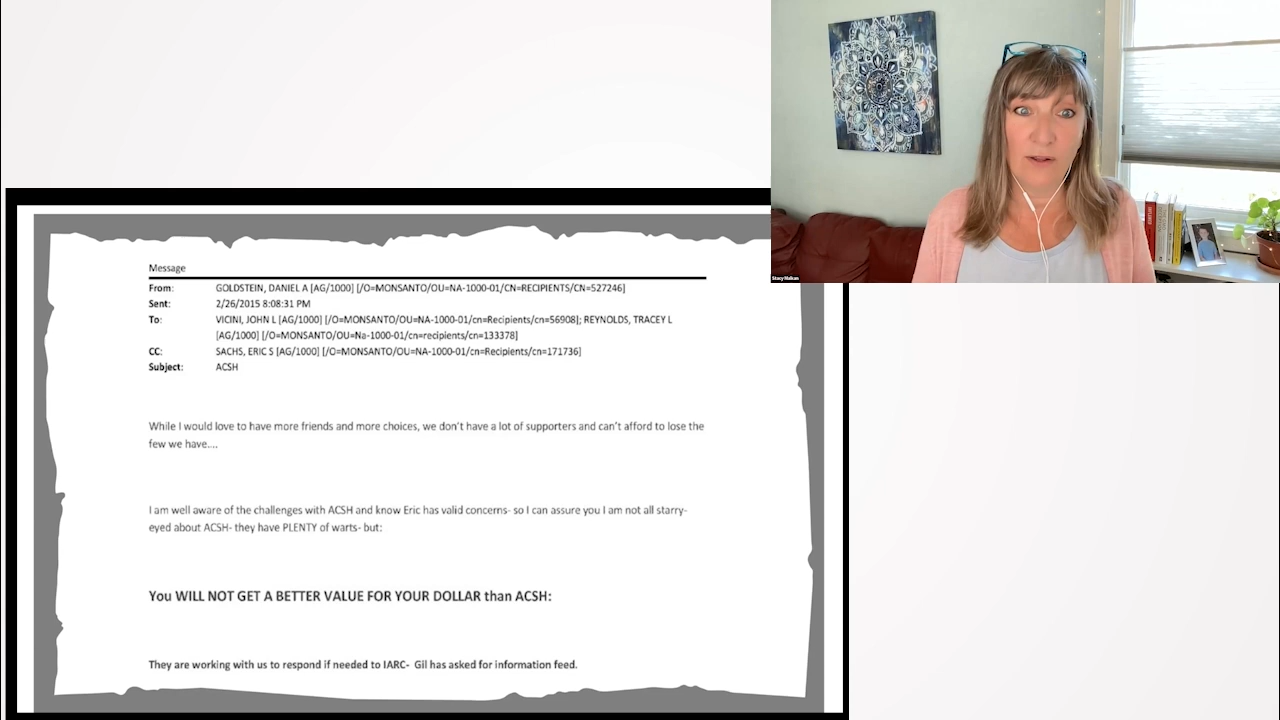 Message
From: GOLDSTEIN, DANIEL A [AG/1000] [/O=MONSANTO/OU=NA-1000-01/CN=RECIPIENTS/CN=527246]
Sent: 2/26/2015 8:08:31 PM
To: VICINI, JOHN L [AG/1000] [/O=MONSANTO/OU=NA-1000-01/cn=Recipients/cn=56908]; REYNOLDS, TRACEY L
[AG/1000] [/O=MONSANTO/OU=Na-1000-01/cn=recipients/cn=133378]
CC: SACHS, ERIC S [AG/1000] [/O=MONSANTO/OU=NA-1000-01/cn=Recipients/cn=171736]
Subject: ACSH
While I would love to have more friends and more choices, we don't have a lot of supporters and can't afford to lose the
few we have....
I am well aware of the challenges with ACSH and know Eric has valid concerns- so I can assure you I am not all starry-
eyed about ACSH- they have PLENTY of warts- but:
You WILL NOT GET A BETTER VALUE FOR YOUR DOLLAR than ACSH:
They are working with us to respond if needed to IARC- Gil has asked for information feed.
Stacy Malkan